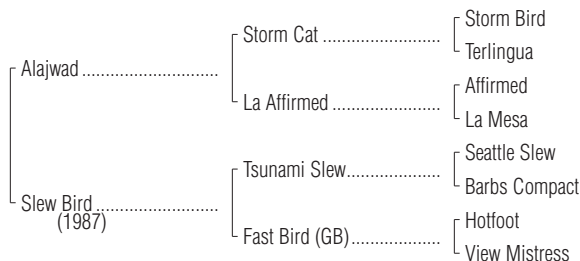 Storm Bird
Storm Cat ........................
Terlingua
Alajwad ............................
Affirmed
La Affirmed ......................
La Mesa
Seattle Slew
Tsunami Slew...................
Barbs Compact
Slew Bird .........................
(1987)
Hotfoot
Fast Bird (GB)..................
View Mistress